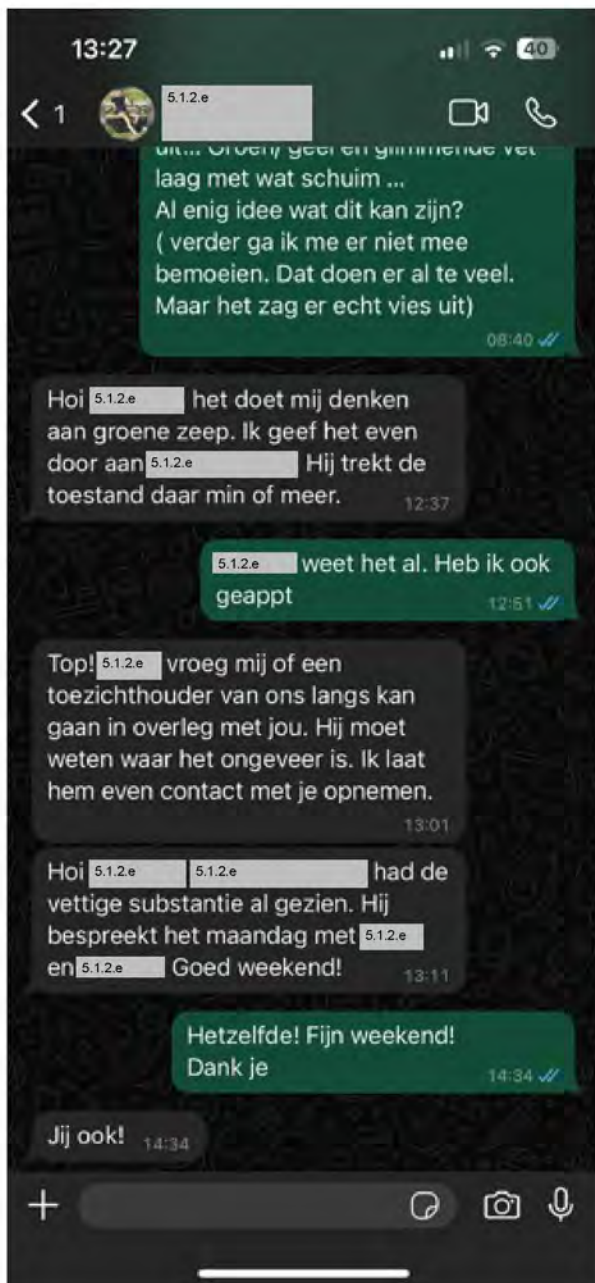 13:27
40
1
5.1.2.e
uit... Groen/ geel en glimmende vet
laag met wat schuim ...
Al enig idee wat dit kan zijn?
( verder ga ik me er niet mee
bemoeien. Dat doen er al te veel.
Maar het zag er echt vies uit)
08:40
Hoi 5.1.2.e het doet mij denken
aan groene zeep. Ik geef het even
door aan 5.1.2.e Hij trekt de
toestand daar min of meer.
12:37
5.1.2.e weet het al. Heb ik ook
geappt
12:51
Top! 5.1.2.e vroeg mij of een
toezichthouder van ons langs kan
gaan in overleg met jou. Hij moet
weten waar het ongeveer is. Ik laat
hem even contact met je opnemen.
13:01
Hoi 5.1.2.e 5.1.2.e had de
vettige substantie al gezien. Hij
bespreekt het maandag met 5.1.2.e
en 5.1.2.e Goed weekend!
13:11
Hetzelfde! Fijn weekend!
Dank je
14:34
Jij ook! 14:34